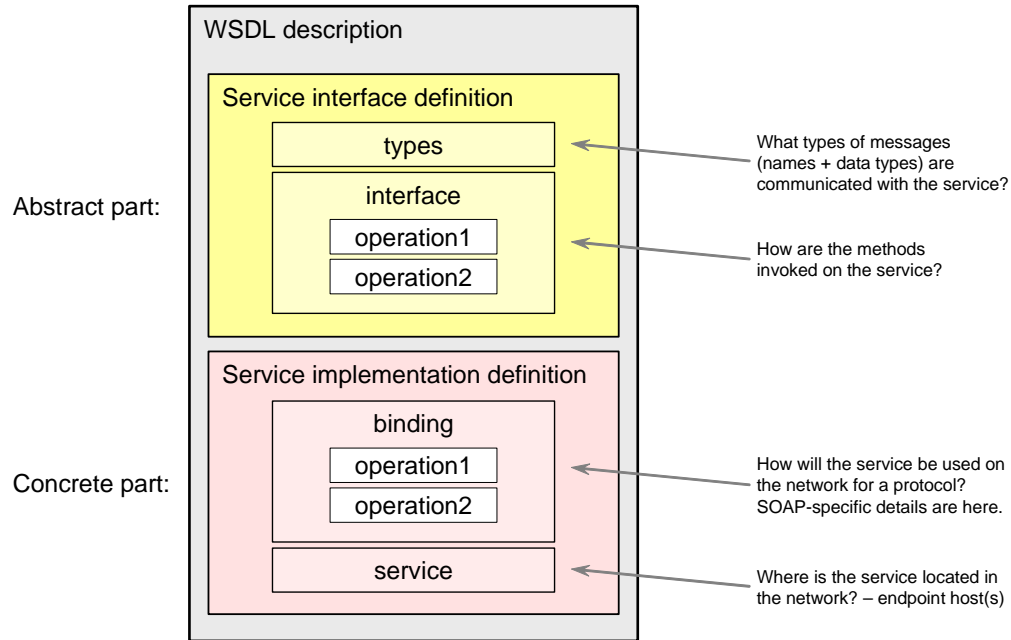 WSDL description
Service interface definition
types
What types of messages
(names + data types) are
communicated with the service?
Abstract part:
interface
operation1
operation2
How are the methods
invoked on the service?
Service implementation definition
Concrete part:
binding
operation1
operation2
How will the service be used on
the network for a protocol?
SOAP-specific details are here.
service
Where is the service located in
the network? – endpoint host(s)